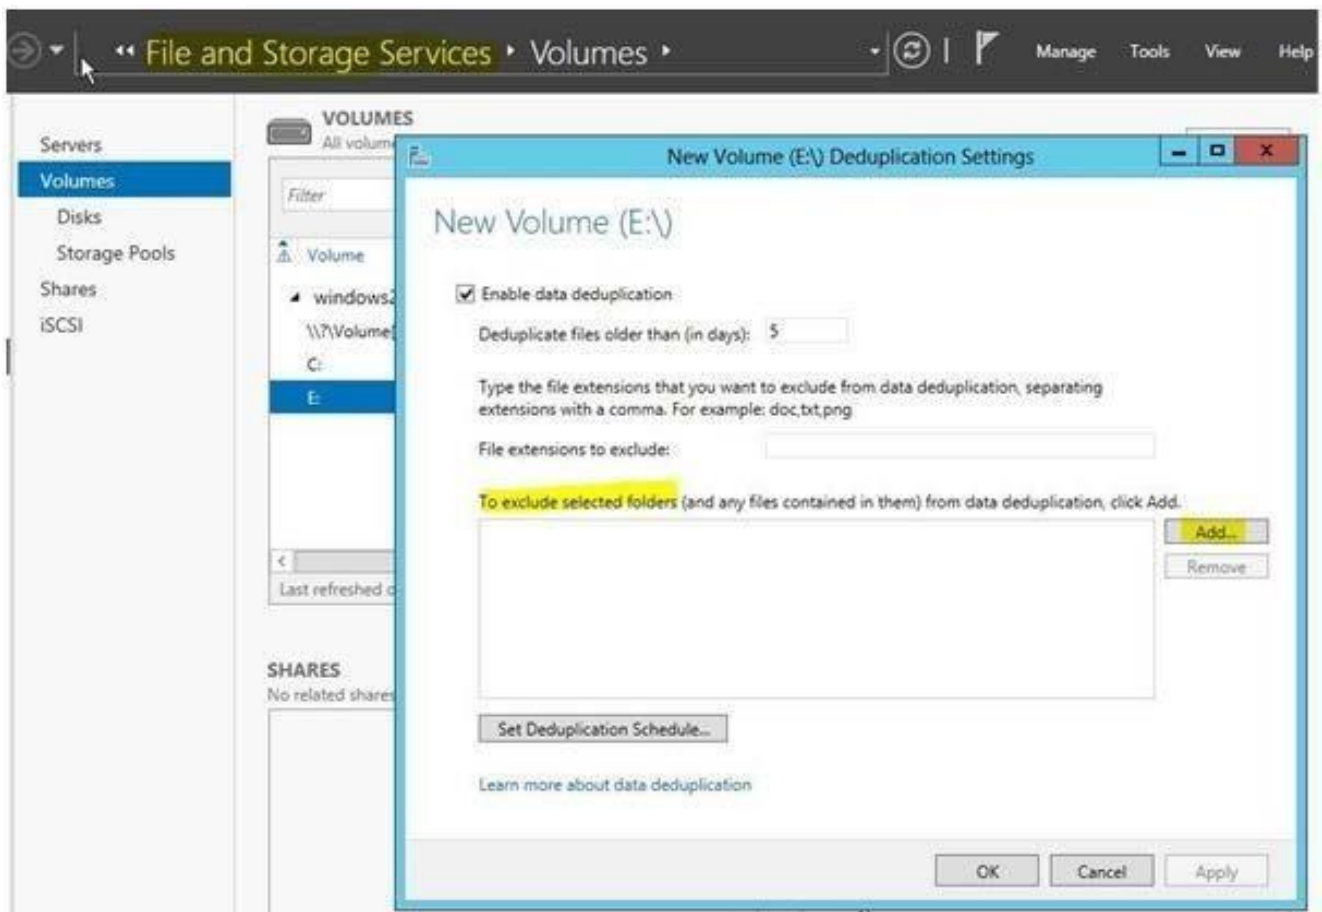 File and Storage Services ‣ Volumes ‣
Manage Tools View Help
Servers
Volumes
Disks
Storage Pools
Shares
iSCSI
VOLUMES
All volum
Filter
Volume
windows2
\\?\Volume{
C:
E:
Last refreshed o
SHARES
No related shares
New Volume (E:\) Deduplication Settings
New Volume (E:\)
Enable data deduplication
Deduplicate files older than (in days): 5
Type the file extensions that you want to exclude from data deduplication, separating
extensions with a comma. For example: doc,txt,png
File extensions to exclude:
To exclude selected folders (and any files contained in them) from data deduplication, click Add.
Add...
Remove
Set Deduplication Schedule...
Learn more about data deduplication
OK Cancel Apply